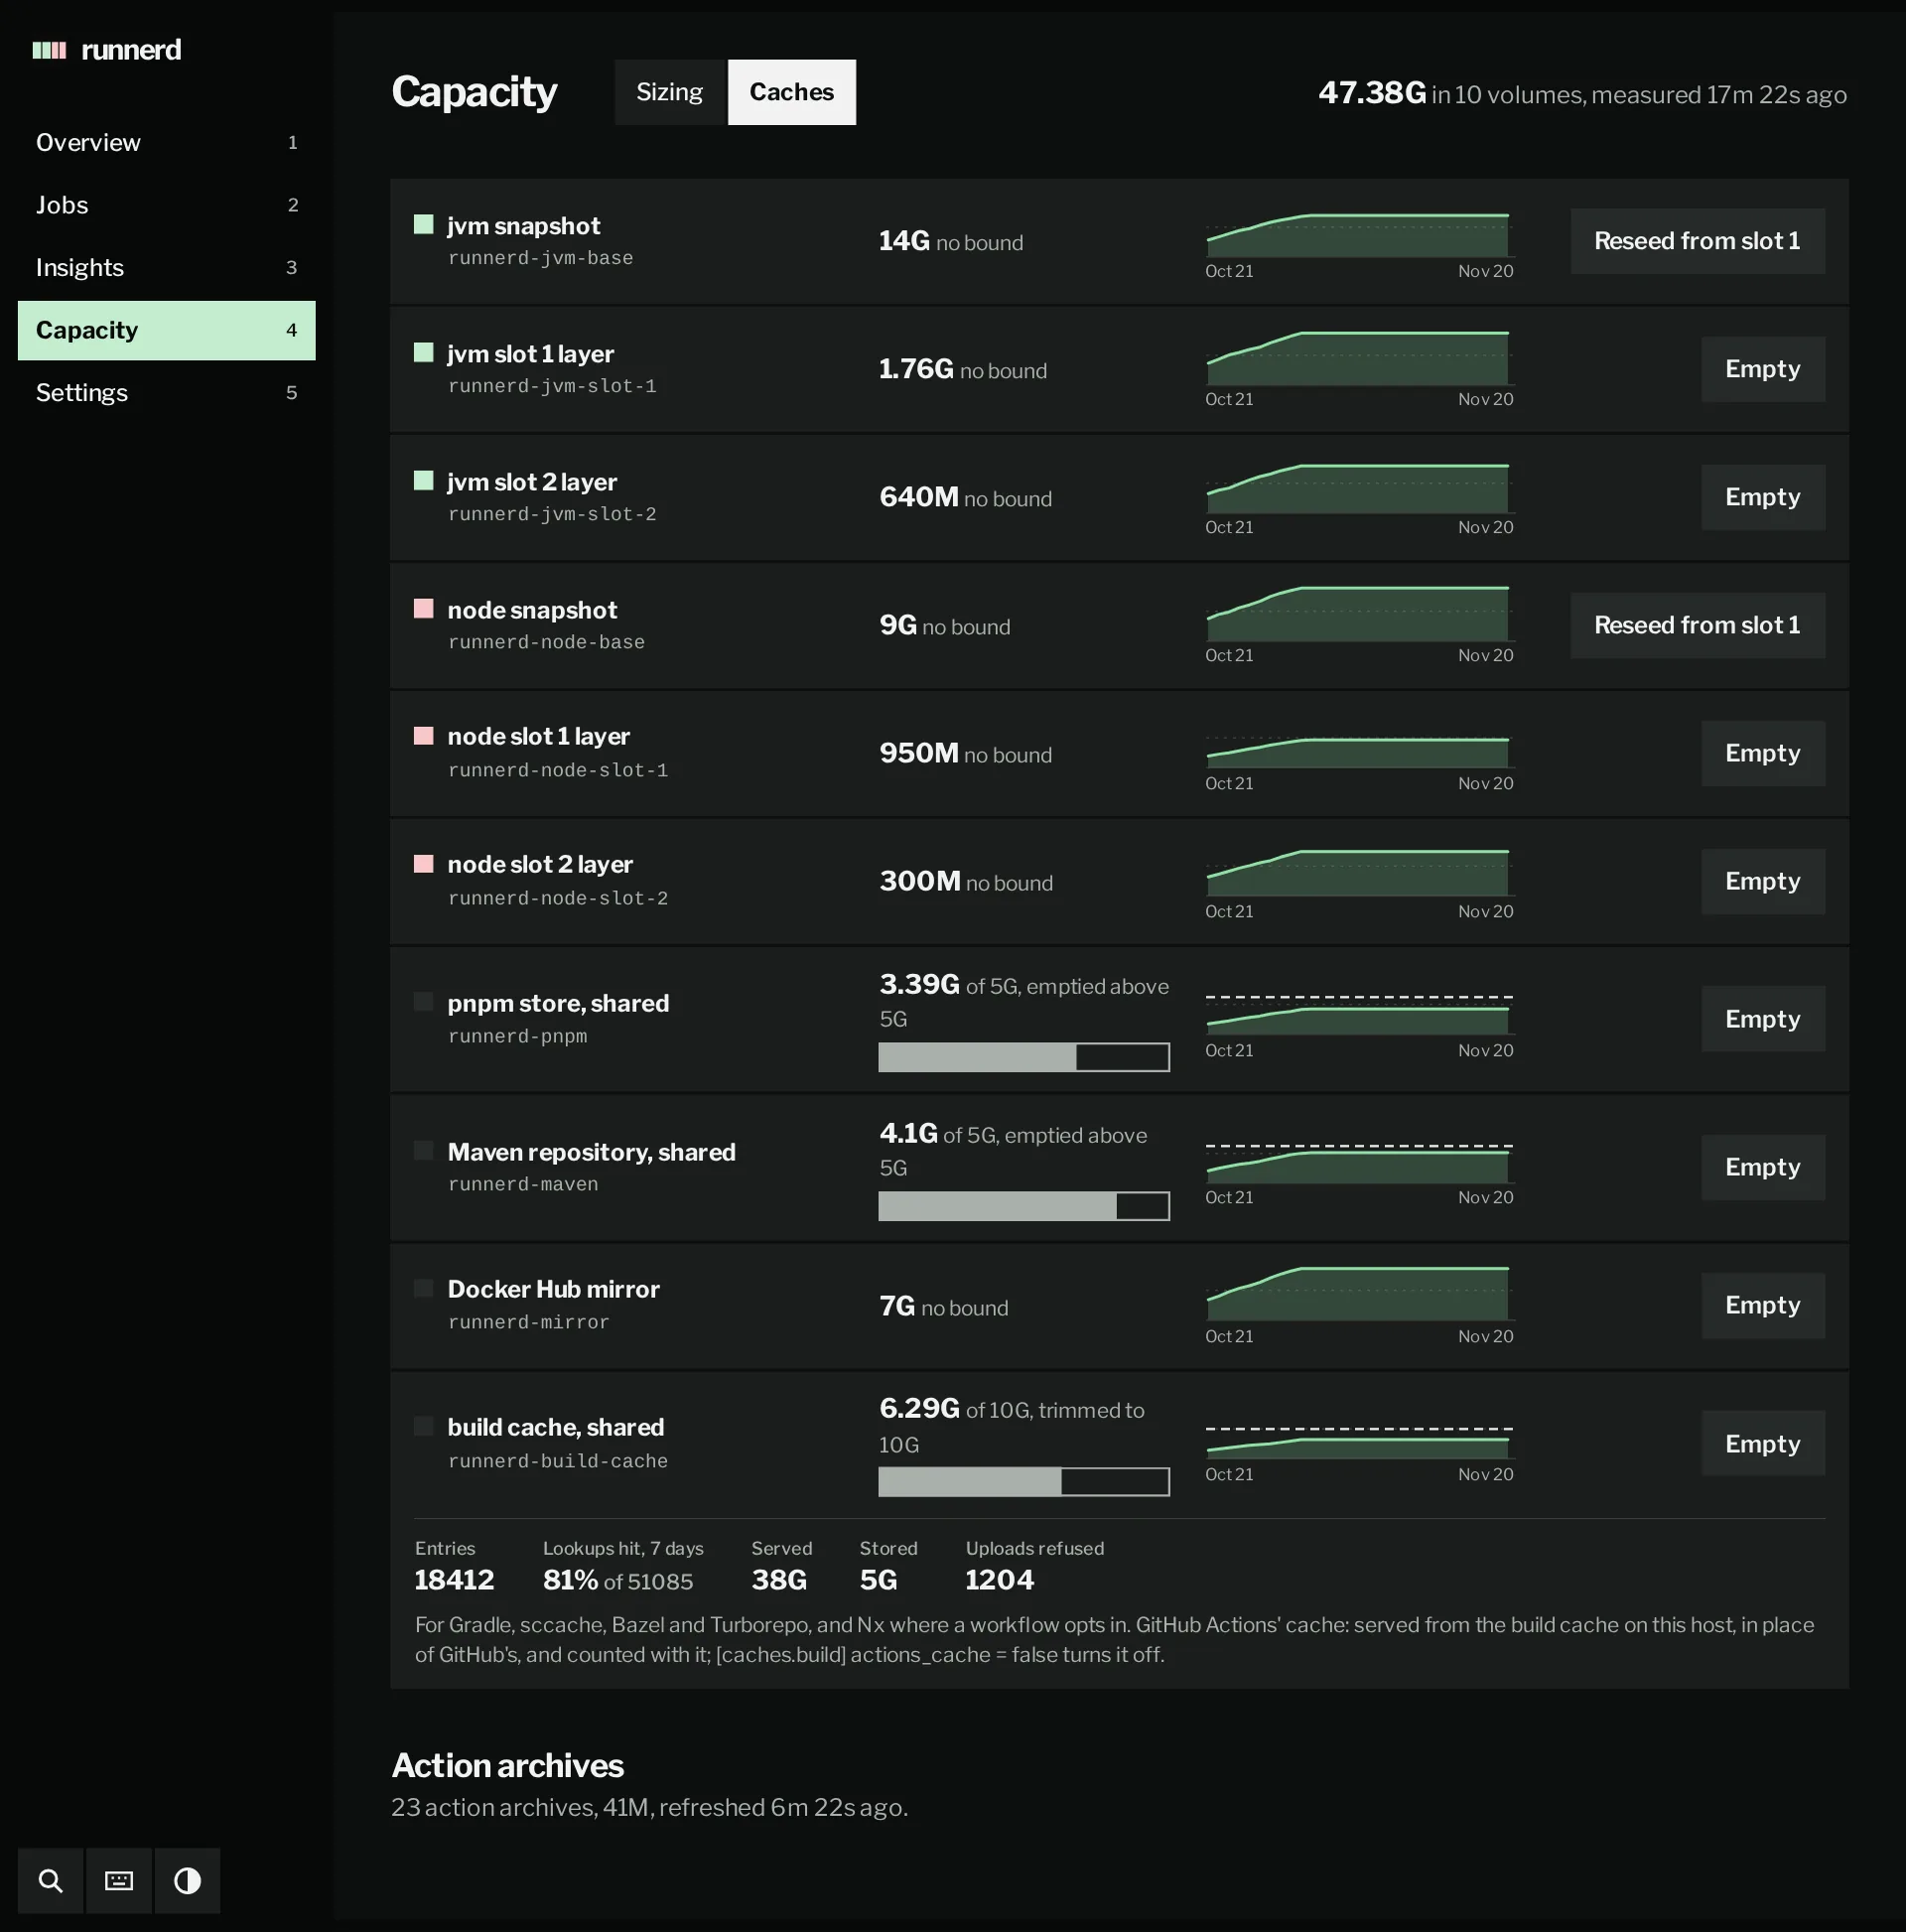 runnerd
Overview 1
Jobs 2
Insights 3
Capacity 4
Settings 5
Capacity
Sizing
Caches
47.38G in 10 volumes, measured 17m 22s ago
jvm snapshot
runnerd-jvm-base
14G no bound
Oct 21 Nov 20
Reseed from slot 1
jvm slot 1 layer
runnerd-jvm-slot-1
1.76G no bound
Oct 21 Nov 20
Empty
jvm slot 2 layer
runnerd-jvm-slot-2
640M no bound
Oct 21 Nov 20
Empty
node snapshot
runnerd-node-base
9G no bound
Oct 21 Nov 20
Reseed from slot 1
node slot 1 layer
runnerd-node-slot-1
950M no bound
Oct 21 Nov 20
Empty
node slot 2 layer
runnerd-node-slot-2
300M no bound
Oct 21 Nov 20
Empty
pnpm store, shared
runnerd-pnpm
3.39G of 5G, emptied above
5G
Oct 21 Nov 20
Empty
Maven repository, shared
runnerd-maven
4.1G of 5G, emptied above
5G
Oct 21 Nov 20
Empty
Docker Hub mirror
runnerd-mirror
7G no bound
Oct 21 Nov 20
Empty
build cache, shared
runnerd-build-cache
6.29G of 10G, trimmed to
10G
Oct 21 Nov 20
Empty
Entries
18412
Lookups hit, 7 days
81% of 51085
Served
38G
Stored
5G
Uploads refused
1204
For Gradle, sccache, Bazel and Turborepo, and Nx where a workflow opts in. GitHub Actions' cache: served from the build cache on this host, in place
of GitHub's, and counted with it; [caches.build] actions_cache = false turns it off.
Action archives
23 action archives, 41M, refreshed 6m 22s ago.